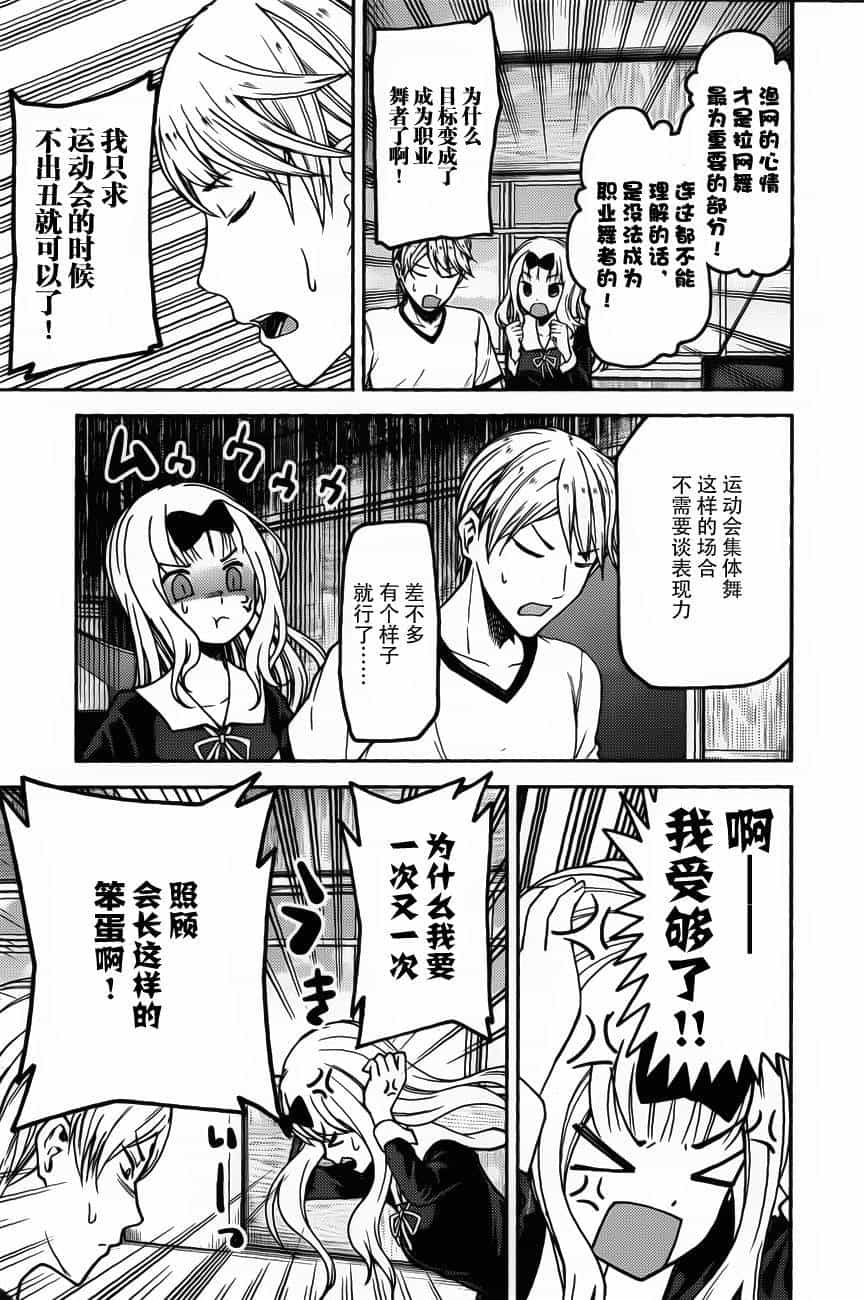 渔网的心情
才是拉网舞
最为重要的部分！
连这都不能
理解的话，
是没法成为
职业舞者的！
为什么
目标变成了
成为职业
舞者了啊！
我只求
运动会的时候
不出丑就可以了！
运动会集体舞
这样的场合
不需要谈表现力
差不多
有个样子
就行了……
ムゥゥゥゥ
啊——
我受够了!!
为什么我要
一次又一次
照顾
会长这样的
笨蛋啊！